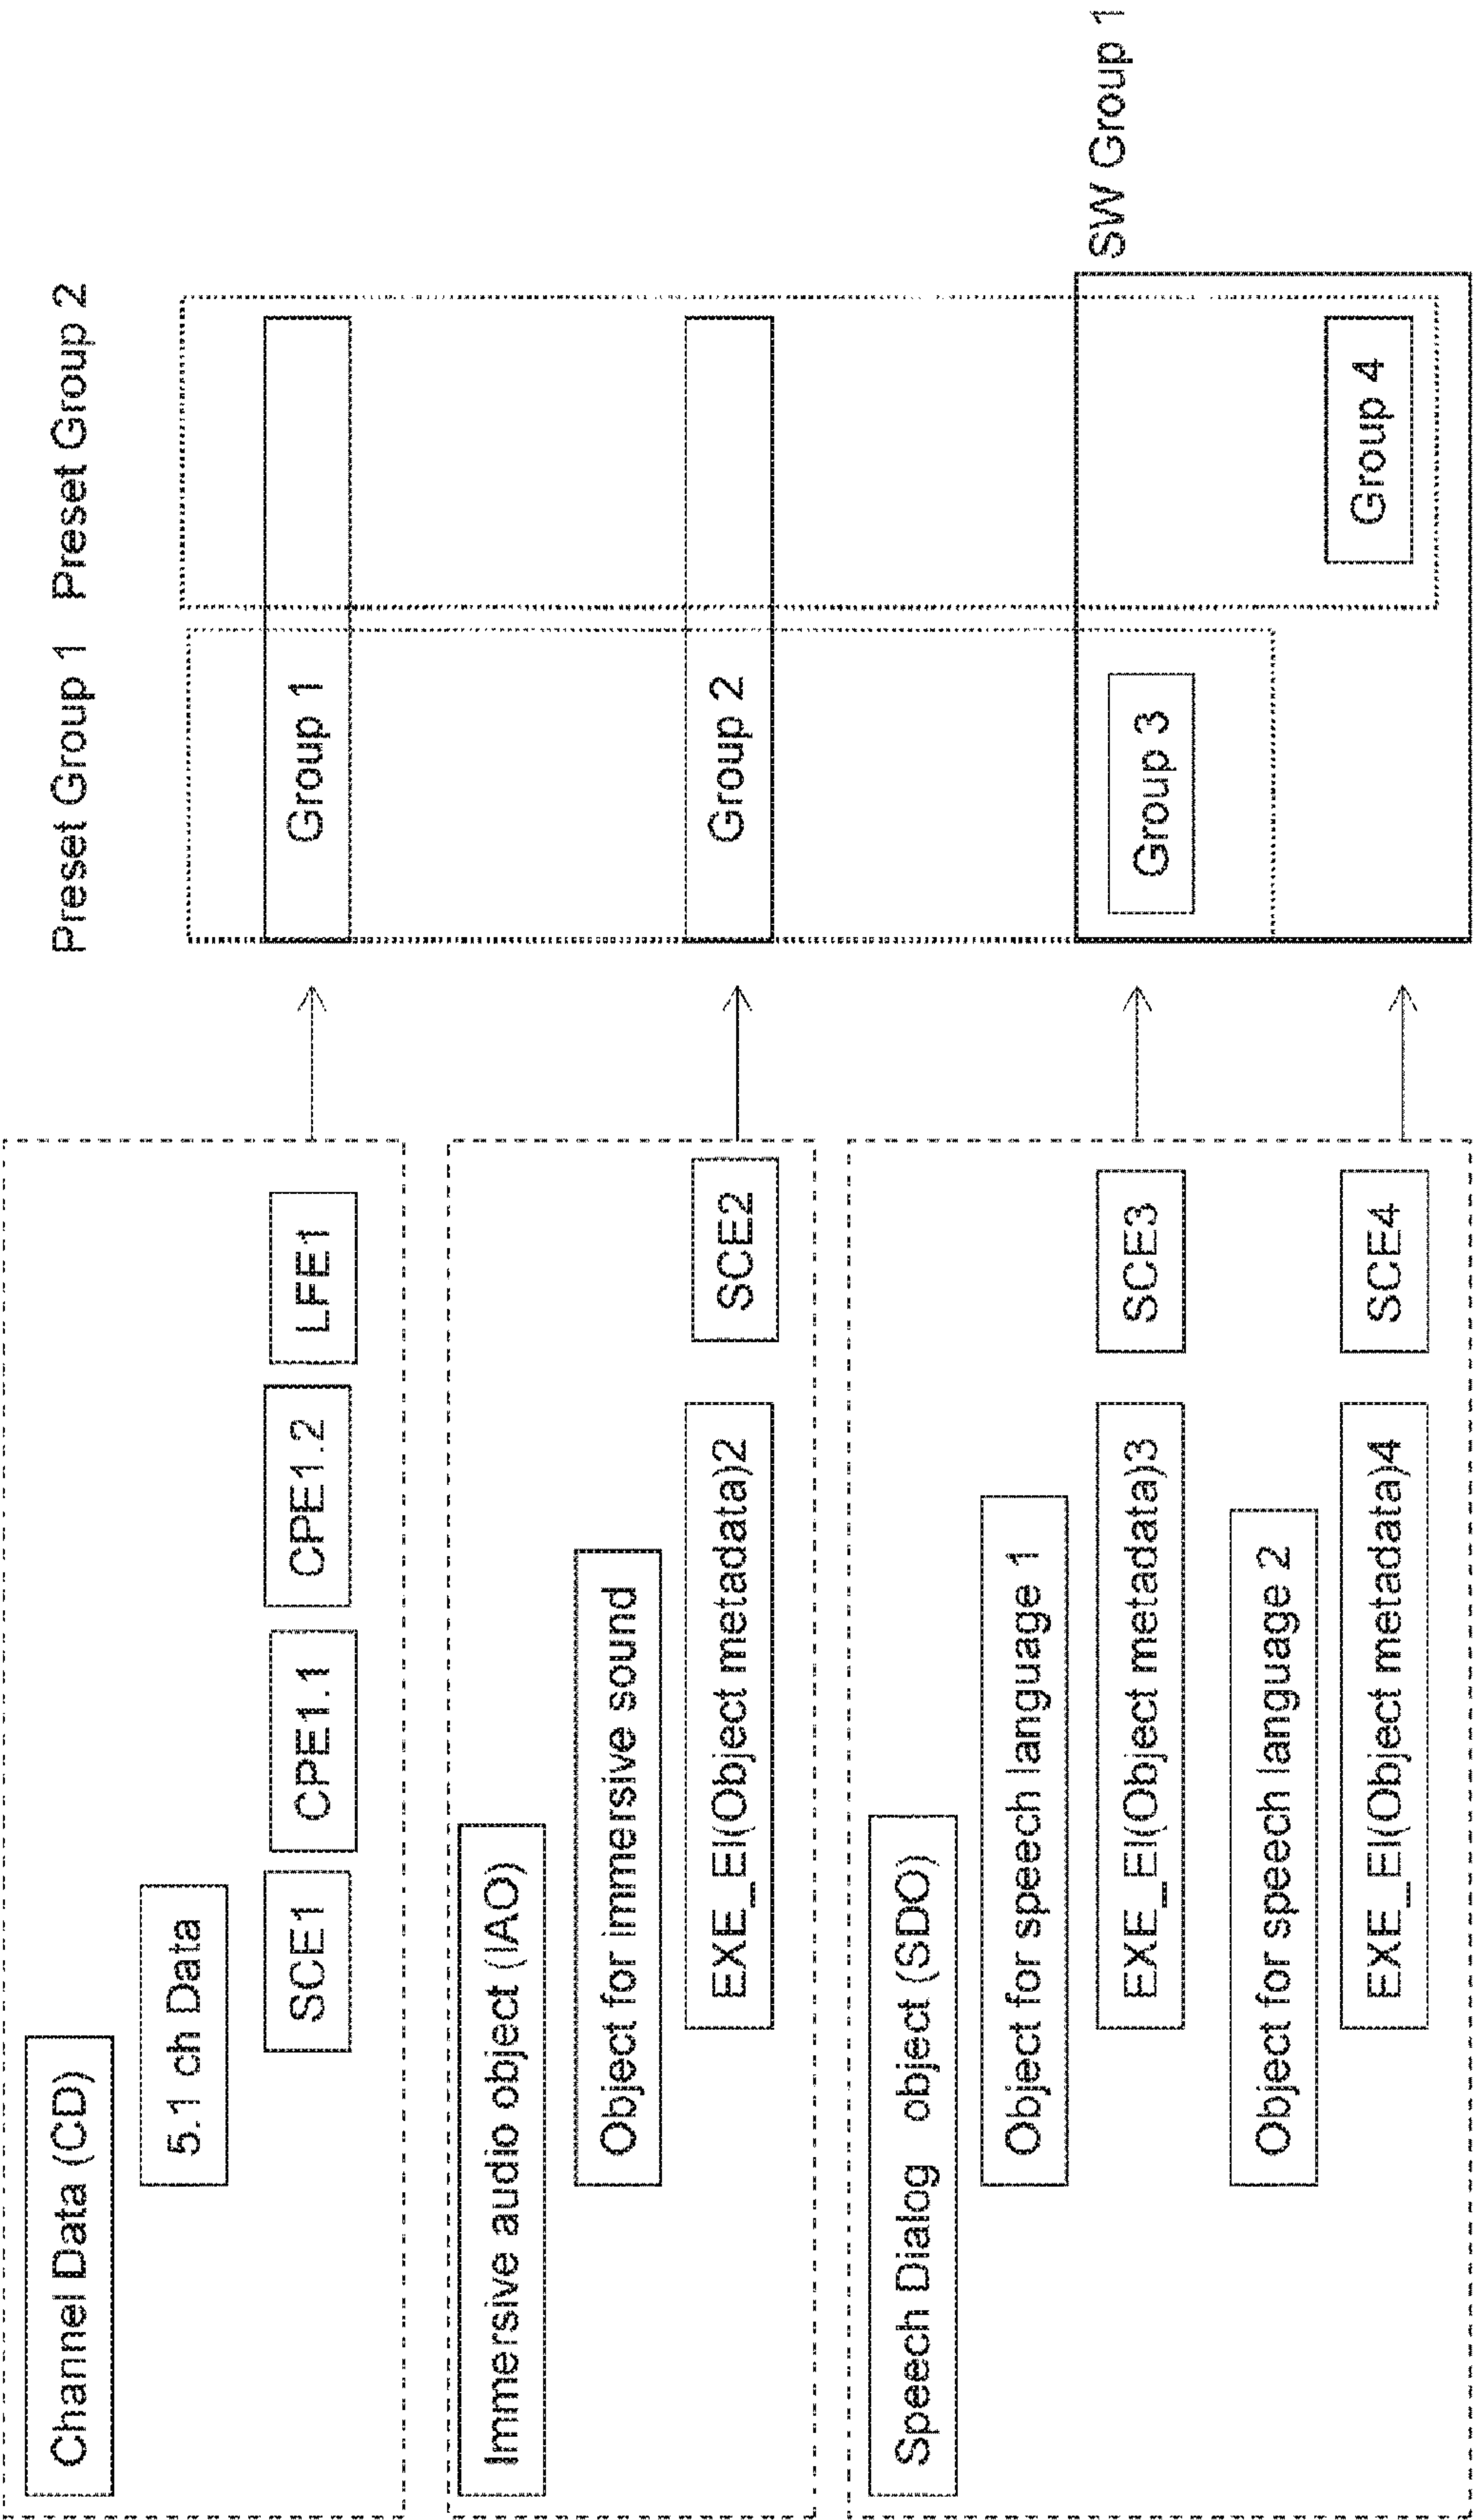 Channel Data (CD)
5.1 ch Data
SCE1
CPE1.1
CPE1.2
LFE1
Immersive audio object (IAO)
Object for immersive sound
EXE_El(Object metadata)2
SCE2
Speech Dialog object (SDO)
Object for speech language 1
EXE_El(Object metadata)3
SCE3
Object for speech language 2
EXE_El(Object metadata)4
SCE4
Preset Group 1
Preset Group 2
Group 1
Group 2
Group 3
Group 4
SW Group 1